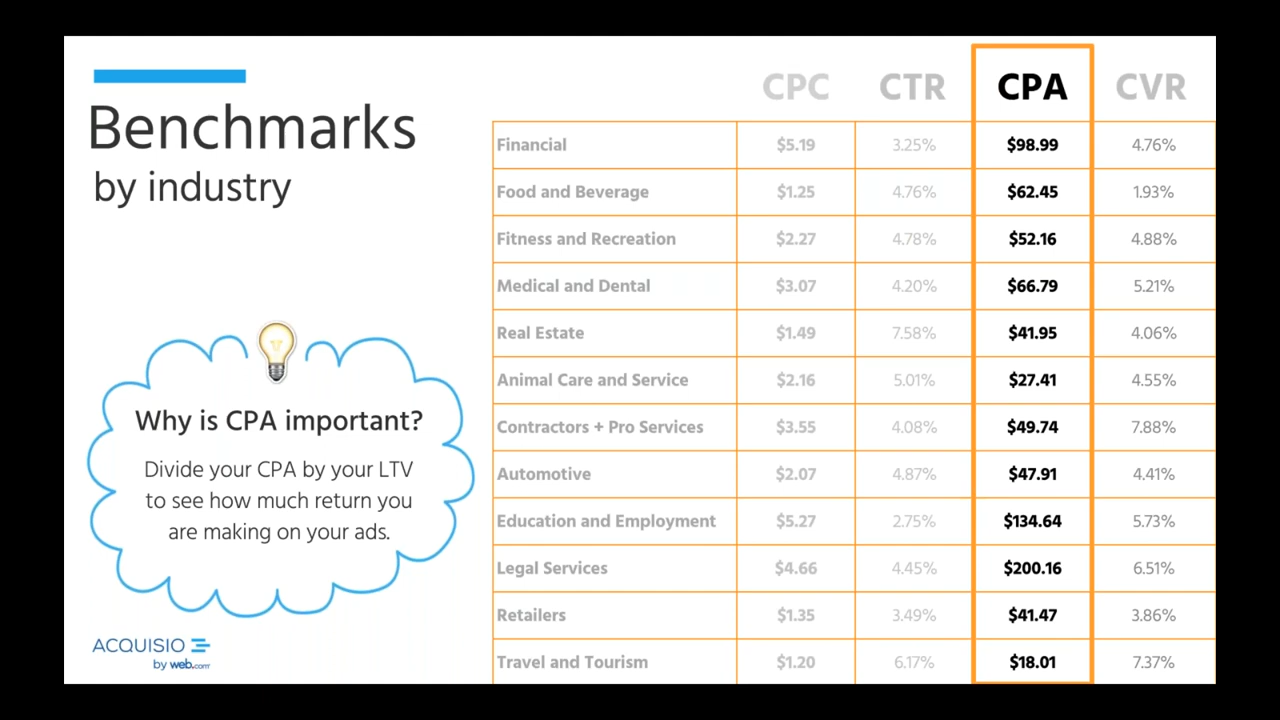 Benchmarks
by industry
CPC CTR CPA CVR
Financial $5.19 3.25% $98.99 4.76%
Food and Beverage $1.25 4.76% $62.45 1.93%
Fitness and Recreation $2.27 4.78% $52.16 4.88%
Medical and Dental $3.07 4.20% $66.79 5.21%
Real Estate $1.49 7.58% $41.95 4.06%
Animal Care and Service $2.16 5.01% $27.41 4.55%
Contractors + Pro Services $3.55 4.08% $49.74 7.88%
Automotive $2.07 4.87% $47.91 4.41%
Education and Employment $5.27 2.75% $134.64 5.73%
Legal Services $4.66 4.45% $200.16 6.51%
Retailers $1.35 3.49% $41.47 3.86%
Travel and Tourism $1.20 6.17% $18.01 7.37%
Why is CPA important?
Divide your CPA by your LTV
to see how much return you
are making on your ads.
ACQUISIO
by web.com